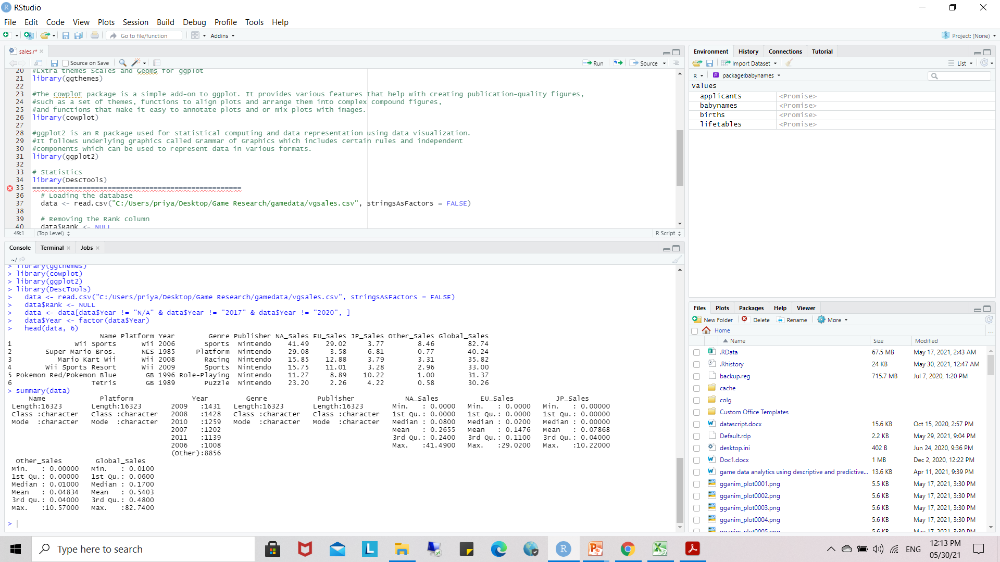 RStudio
File Edit Code View Plots Session Build Debug Profile Tools Help
Go to file/function Addins Project: (None)
sales.r*
Source on Save Run Source
20 #Extra themes Scales and Geoms for ggplot
21 library(ggthemes)
22
23 #The cowplot package is a simple add-on to ggplot. It provides various features that help with creating publication-quality figures,
24 #such as a set of themes, functions to align plots and arrange them into complex compound figures,
25 #and functions that make it easy to annotate plots and or mix plots with images.
26 library(cowplot)
27
28 #ggplot2 is an R package used for statistical computing and data representation using data visualization.
29 #It follows underlying graphics called Grammar of Graphics which includes certain rules and independent
30 #components which can be used to represent data in various formats.
31 library(ggplot2)
32
33 # Statistics
34 library(DescTools)
35 ==================================================
36 # Loading the database
37 data <- read.csv("C:/Users/priya/Desktop/Game Research/gamedata/vgsales.csv", stringsAsFactors = FALSE)
38
39 # Removing the Rank column
40 data$Rank <- NULL
49:1 (Top Level) R Script
Console Terminal Jobs
~/
> library(ggthemes)
> library(cowplot)
> library(ggplot2)
> library(DescTools)
> data <- read.csv("C:/Users/priya/Desktop/Game Research/gamedata/vgsales.csv", stringsAsFactors = FALSE)
> data$Rank <- NULL
> data <- data[data$Year != "N/A" & data$Year != "2017" & data$Year != "2020", ]
> data$Year <- factor(data$Year)
> head(data, 6)
Name Platform Year Genre Publisher NA_Sales EU_Sales JP_Sales Other_Sales Global_Sales
1 Wii Sports Wii 2006 Sports Nintendo 41.49 29.02 3.77 8.46 82.74
2 Super Mario Bros. NES 1985 Platform Nintendo 29.08 3.58 6.81 0.77 40.24
3 Mario Kart Wii Wii 2008 Racing Nintendo 15.85 12.88 3.79 3.31 35.82
4 Wii Sports Resort Wii 2009 Sports Nintendo 15.75 11.01 3.28 2.96 33.00
5 Pokemon Red/Pokemon Blue GB 1996 Role-Playing Nintendo 11.27 8.89 10.22 1.00 31.37
6 Tetris GB 1989 Puzzle Nintendo 23.20 2.26 4.22 0.58 30.26
> summary(data)
Name Platform Year Genre Publisher NA_Sales EU_Sales JP_Sales
Length:16323 Length:16323 2009 :1431 Length:16323 Length:16323 Min. : 0.0000 Min. : 0.0000 Min. : 0.00000
Class :character Class :character 2008 :1428 Class :character Class :character 1st Qu.: 0.0000 1st Qu.: 0.0000 1st Qu.: 0.00000
Mode :character Mode :character 2010 :1259 Mode :character Mode :character Median : 0.0800 Median : 0.0200 Median : 0.00000
2007 :1202 Mean : 0.2655 Mean : 0.1476 Mean : 0.07868
2011 :1139 3rd Qu.: 0.2400 3rd Qu.: 0.1100 3rd Qu.: 0.04000
2006 :1008 Max. :41.4900 Max. :29.0200 Max. :10.22000
(Other):8856
Other_Sales Global_Sales
Min. : 0.00000 Min. : 0.0100
1st Qu.: 0.00000 1st Qu.: 0.0600
Median : 0.01000 Median : 0.1700
Mean : 0.04834 Mean : 0.5403
3rd Qu.: 0.04000 3rd Qu.: 0.4800
Max. :10.57000 Max. :82.7400
>
Environment History Connections Tutorial
Import Dataset List
R package:babynames
Values
applicants <Promise>
babynames <Promise>
births <Promise>
lifetables <Promise>
Files Plots Packages Help Viewer
New Folder Delete Rename More
Home ...
Name Size Modified
.RData 67.5 MB May 17, 2021, 2:43 AM
.Rhistory 24 KB May 30, 2021, 12:47 AM
backup.reg 715.7 MB Jul 7, 2020, 1:20 PM
cache
colg
Custom Office Templates
datascript.docx 15.6 KB Oct 15, 2020, 2:57 PM
Default.rdp 2.2 KB May 29, 2021, 9:04 PM
desktop.ini 402 B Jun 24, 2020, 9:36 PM
Doc1.docx 1 MB Dec 2, 2020, 12:22 PM
game data analytics using descriptive and predictive... 13.6 KB Apr 11, 2021, 9:39 PM
gganim_plot0001.png 5.5 KB May 17, 2021, 3:30 PM
gganim_plot0002.png 5.6 KB May 17, 2021, 3:30 PM
gganim_plot0003.png 5.6 KB May 17, 2021, 3:30 PM
gganim_plot0004.png 5.6 KB May 17, 2021, 3:30 PM
gganim_plot0005.png 5.6 KB May 17, 2021, 3:30 PM
Type here to search ENG 12:13 PM
05/30/21